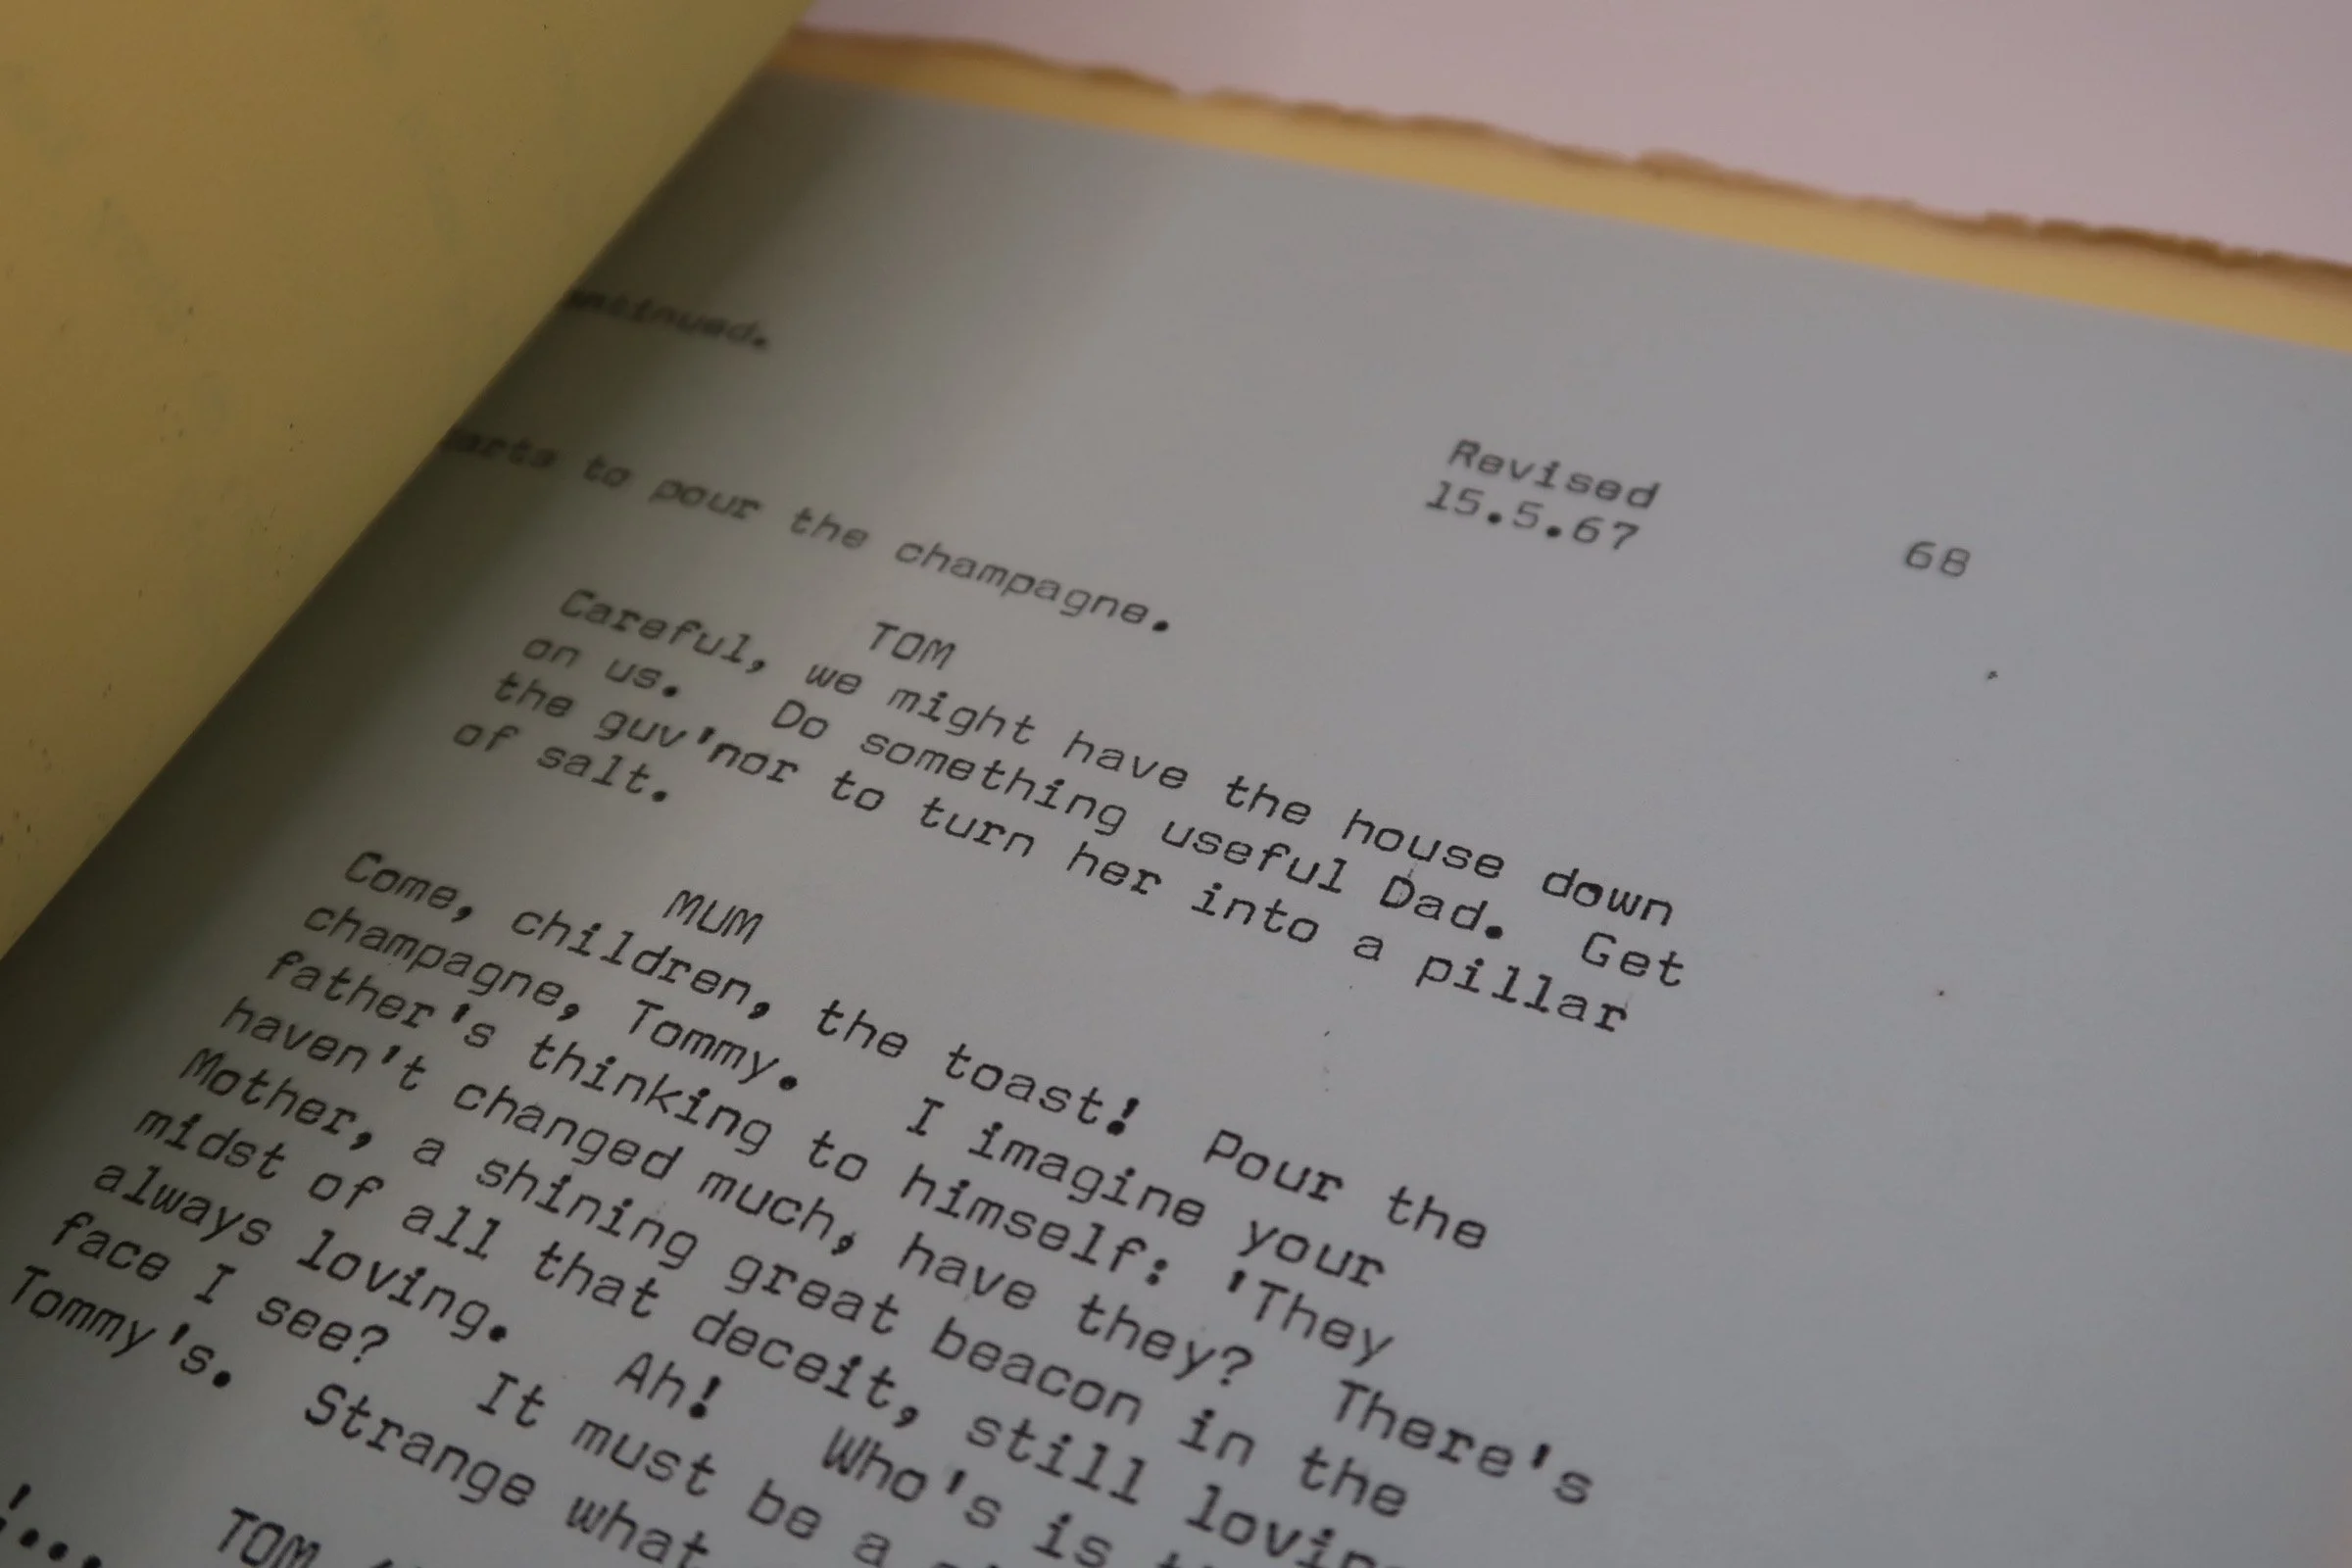 Revised
15.5.67
68
to pour the champagne.
TOM
Careful, we might have the house down
on us. Do something useful Dad. Get
the guv'nor to turn her into a pillar
of salt.
MUM
Come, children, the toast! Pour the
champagne, Tommy. I imagine your
father's thinking to himself: 'They
haven't changed much, have they? There's
Mother, a shining great beacon in the
midst of all that deceit, still
always loving. Ah! Who's is
face I see? It must be a
Tommy's. Strange what
TOM